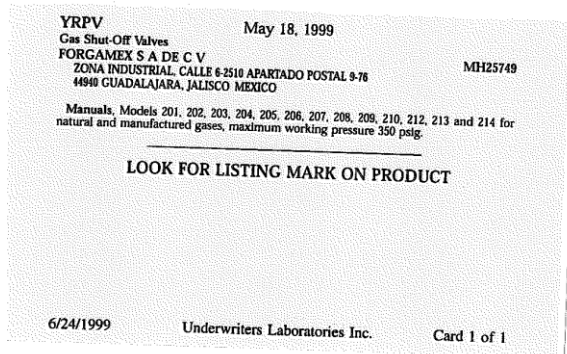 YRPV May 18, 1999
Gas Shut-Off Valves
FORGAMEX S A DE C V MH25749
ZONA INDUSTRIAL, CALLE 6-2510 APARTADO POSTAL 9-76
44940 GUADALAJARA, JALISCO MEXICO
Manuals, Models 201, 202, 203, 204, 205, 206, 207, 208, 209, 210, 212, 213 and 214 for
natural and manufactured gases, maximum working pressure 350 psig.
LOOK FOR LISTING MARK ON PRODUCT
6/24/1999 Underwriters Laboratories Inc. Card 1 of 1